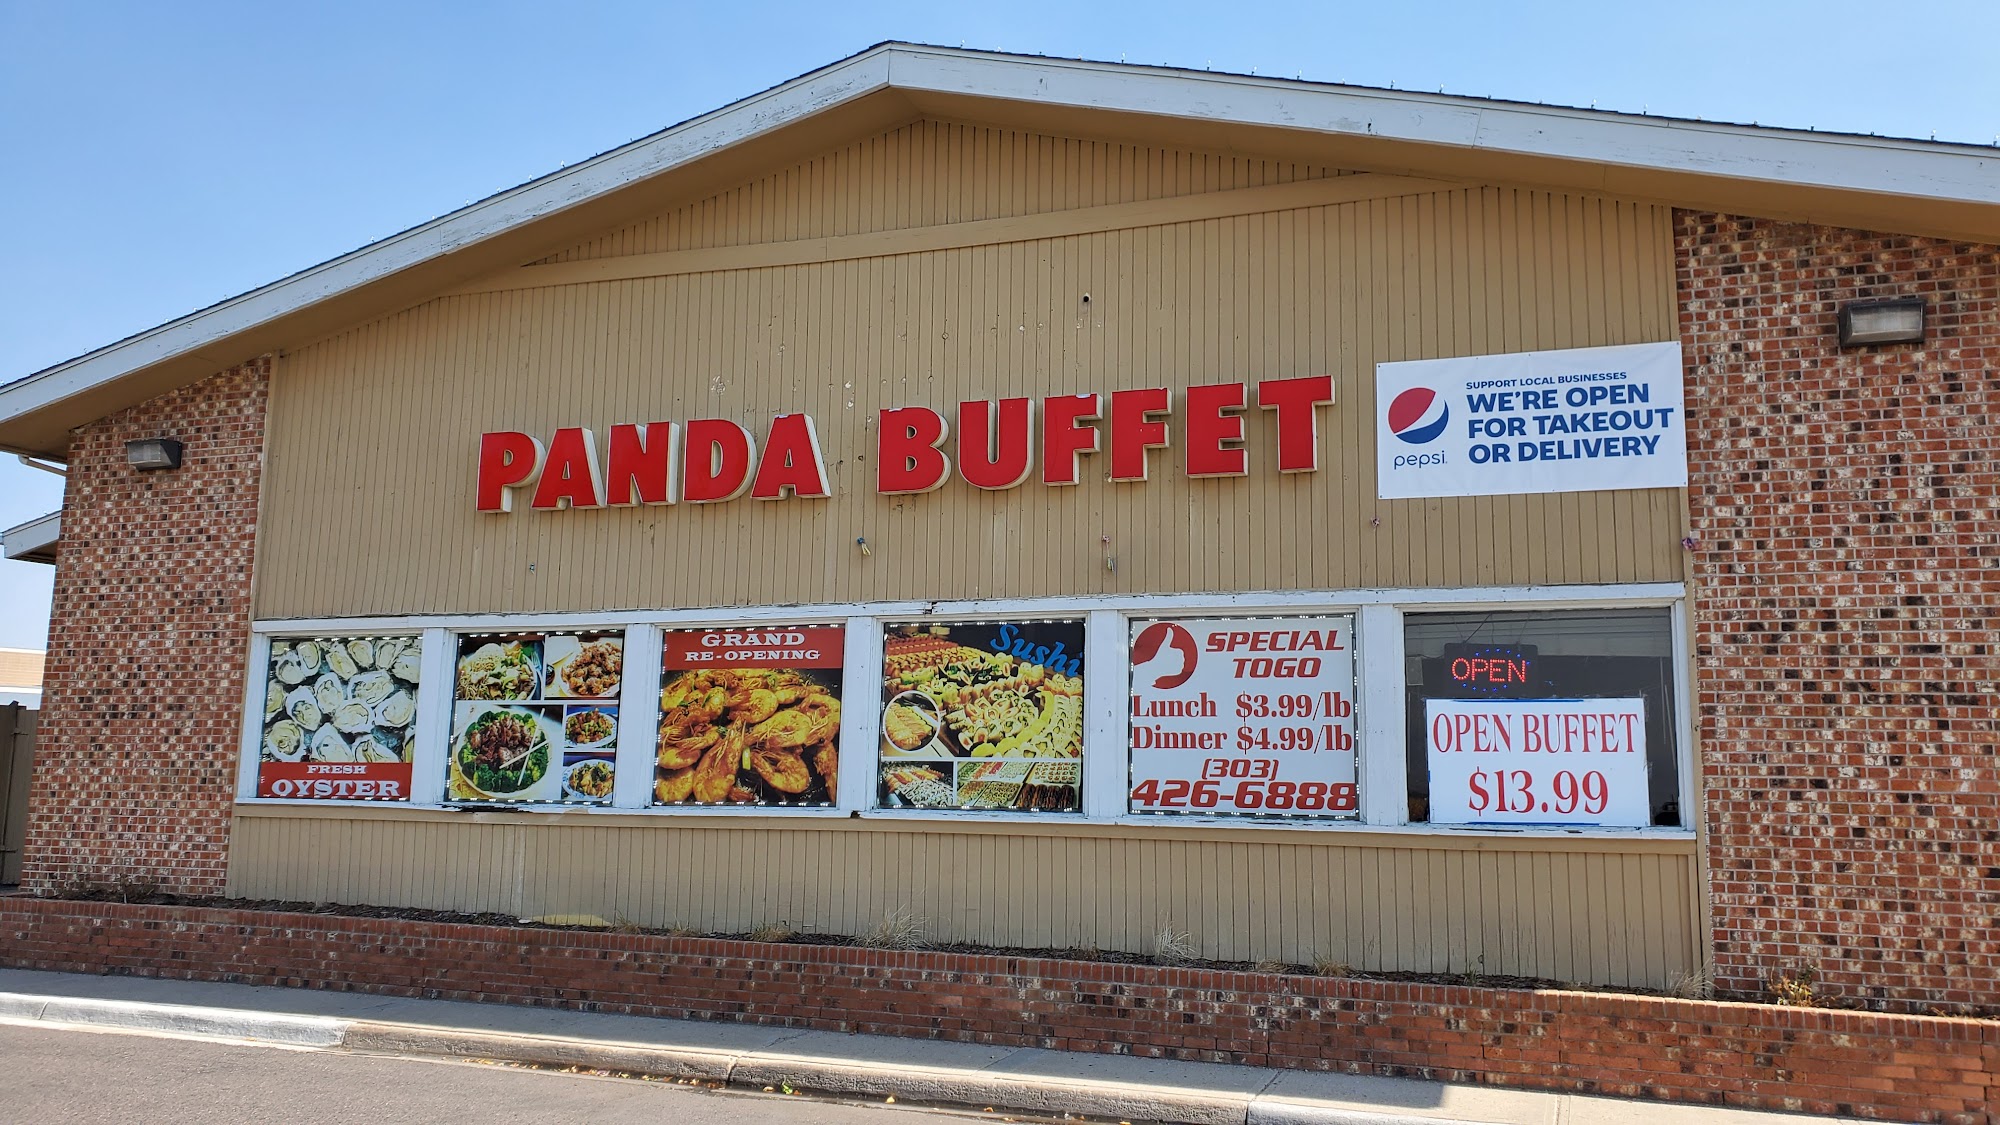 PANDA BUFFET
SUPPORT LOCAL BUSINESSES
WE'RE OPEN
FOR TAKEOUT
OR DELIVERY
pepsi
FRESH
OYSTER
GRAND
RE-OPENING
Sushi
SPECIAL
TOGO
Lunch $3.99/lb
Dinner $4.99/lb
(303)
426-6888
OPEN
OPEN BUFFET
$13.99